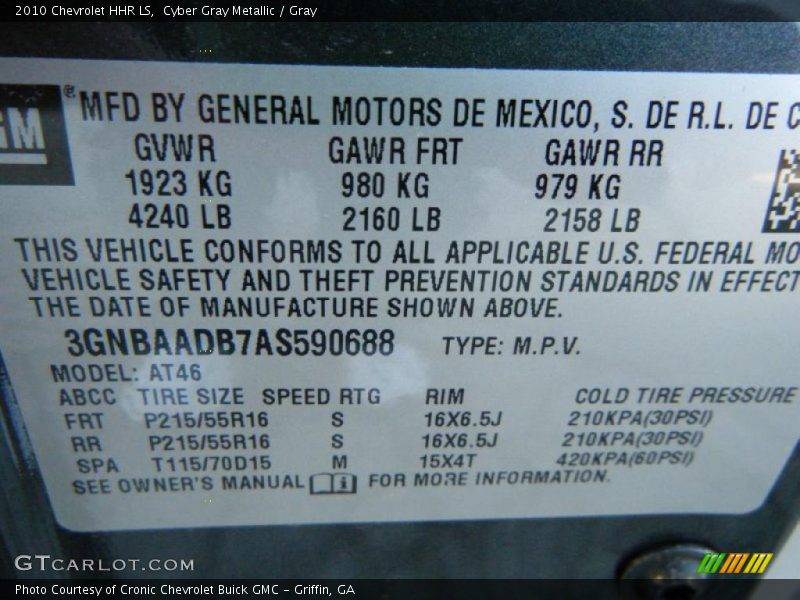 2010 Chevrolet HHR LS,  Cyber Gray Metallic / Gray
GM ® MFD BY GENERAL MOTORS DE MEXICO, S. DE R.L. DE C
GVWR GAWR FRT GAWR RR
1923 KG 980 KG 979 KG
4240 LB 2160 LB 2158 LB
THIS VEHICLE CONFORMS TO ALL APPLICABLE U.S. FEDERAL MO
VEHICLE SAFETY AND THEFT PREVENTION STANDARDS IN EFFECT
THE DATE OF MANUFACTURE SHOWN ABOVE.
3GNBAADB7AS590688 TYPE: M.P.V.
MODEL: AT46
ABCC TIRE SIZE SPEED RTG RIM COLD TIRE PRESSURE
FRT P215/55R16 S 16X6.5J 210KPA(30PSI)
RR P215/55R16 S 16X6.5J 210KPA(30PSI)
SPA T115/70D15 M 15X4T 420KPA(60PSI)
SEE OWNER'S MANUAL FOR MORE INFORMATION.
GTCARLOT.COM
Photo Courtesy of Cronic Chevrolet Buick GMC – Griffin, GA